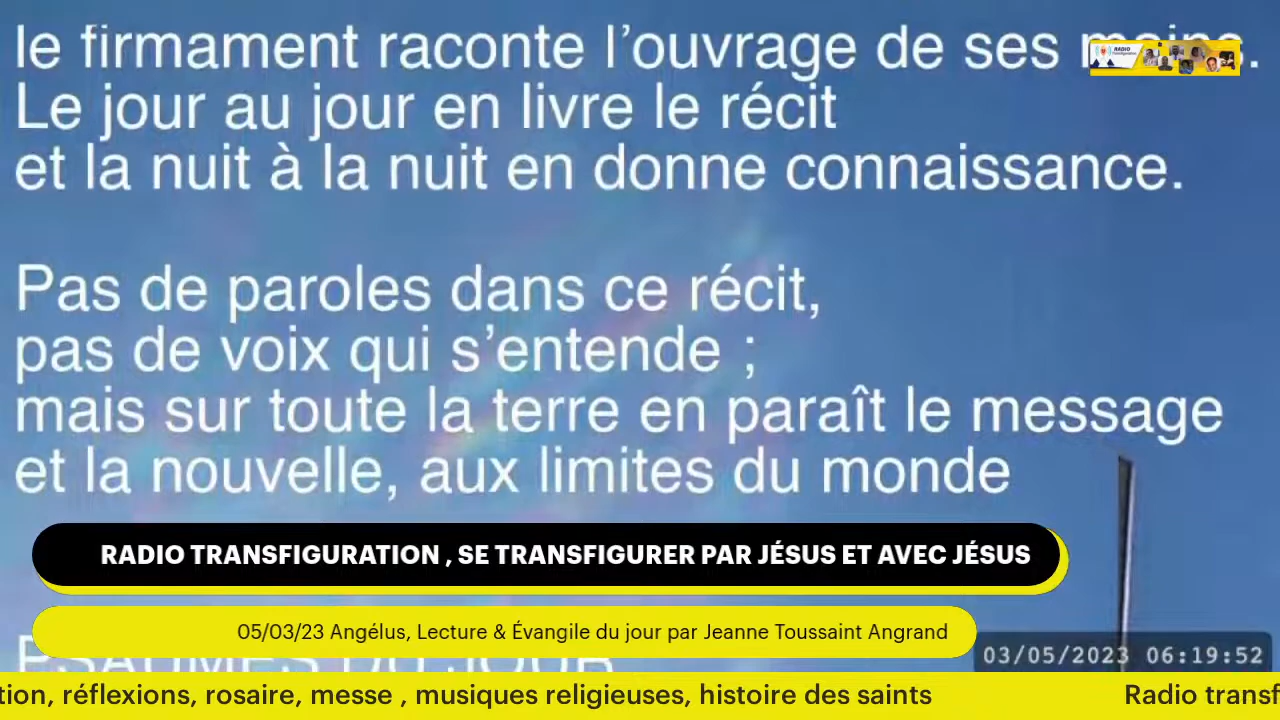 le firmament raconte l’ouvrage de ses mains.
Le jour au jour en livre le récit
et la nuit à la nuit en donne connaissance.
Pas de paroles dans ce récit,
pas de voix qui s’entende ;
mais sur toute la terre en paraît le message
et la nouvelle, aux limites du monde
RADIO TRANSFIGURATION , SE TRANSFIGURER PAR JÉSUS ET AVEC JÉSUS
05/03/23 Angélus, Lecture & Évangile du jour par Jeanne Toussaint Angrand
PSAUMES DU JOUR
03/05/2023 06:19:52
tion, réflexions, rosaire, messe , musiques religieuses, histoire des saints
Radio transf